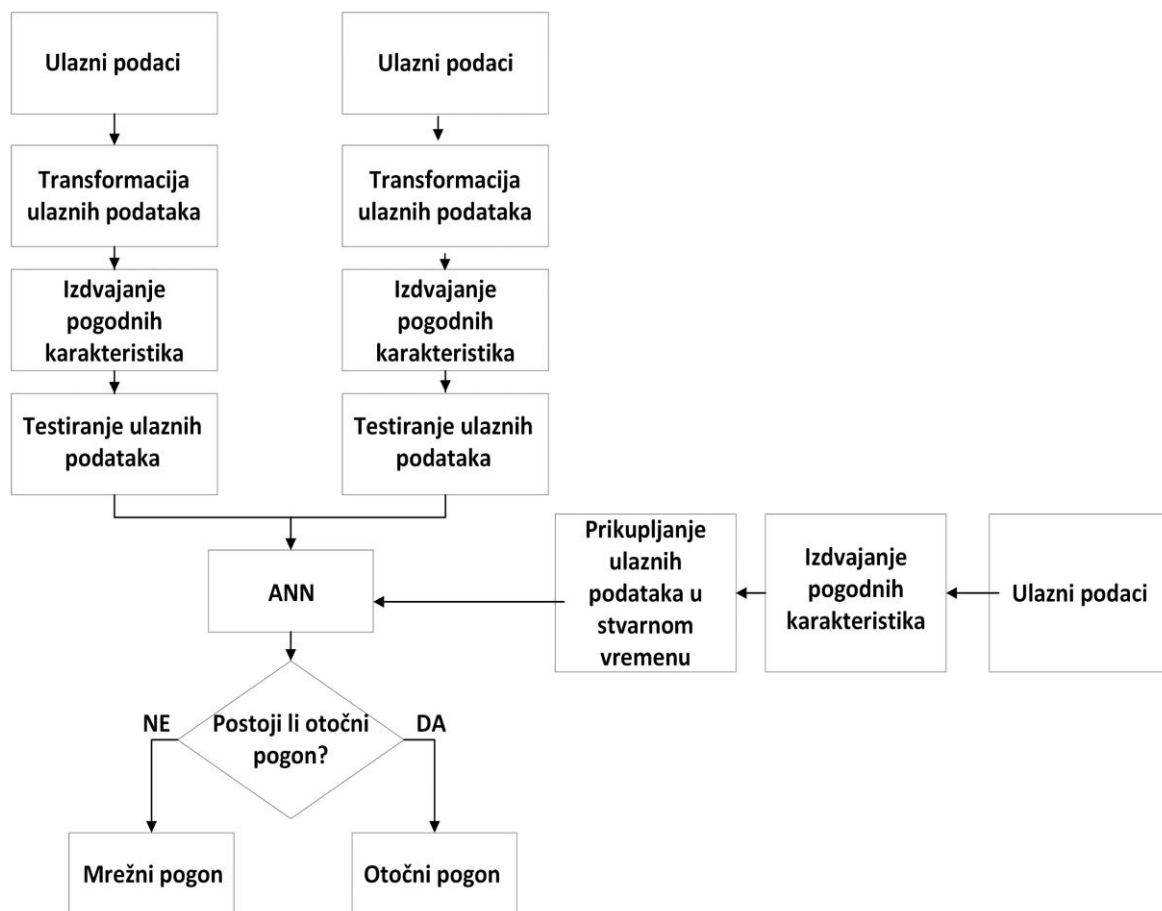 Ulazni podaci
Transformacija
ulaznih podataka
Izdvajanje
pogodnih
karakteristika
Testiranje ulaznih
podataka
Ulazni podaci
Transformacija
ulaznih podataka
Izdvajanje
pogodnih
karakteristika
Testiranje ulaznih
podataka
ANN
Prikupljanje
ulaznih
podataka u
stvarnom
vremenu
Izdvajanje
pogodnih
karakteristika
Ulazni podaci
NE
Postoji li otočni
pogon?
DA
Mrežni pogon
Otočni pogon